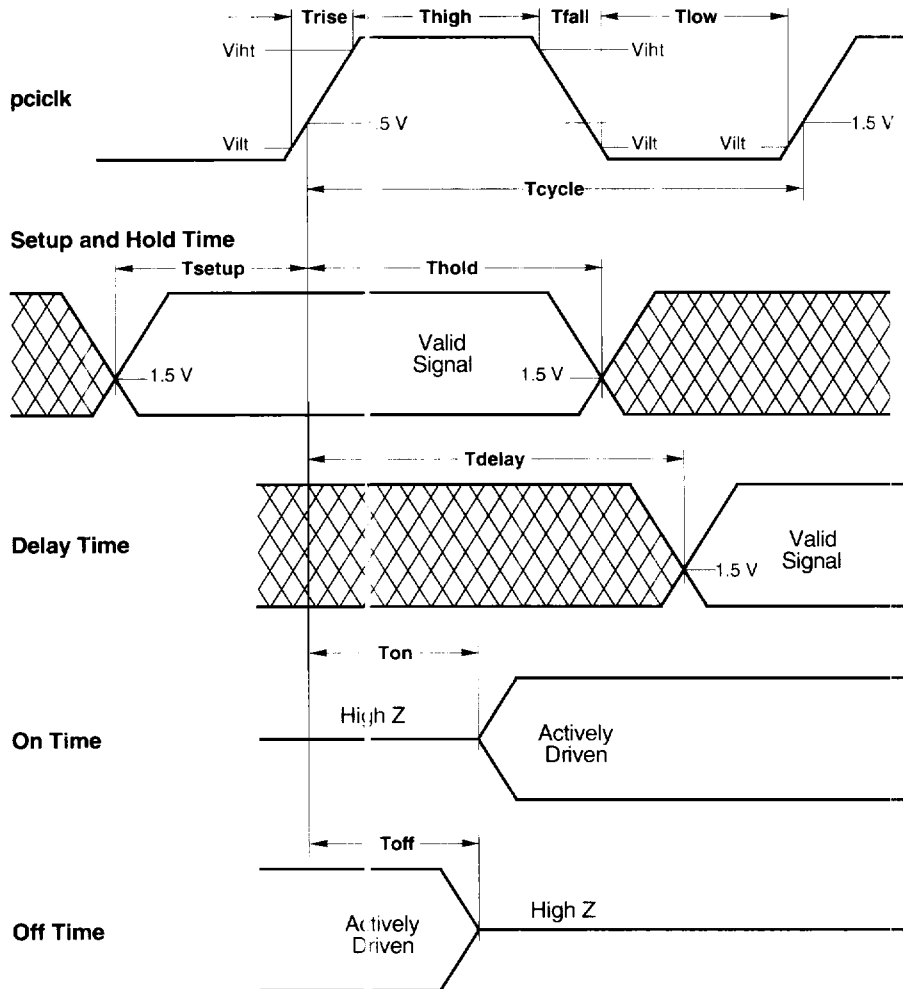 Trise Thigh Tfall Tlow
Viht Viht
pciclk
.5 V 1.5 V
Vilt Vilt Vilt
Tcycle
Setup and Hold Time
Tsetup Thold
Valid
Signal
1.5 V 1.5 V
Tdelay
Delay Time
Valid
Signal
1.5 V
Ton
High Z
On Time
Actively
Driven
Toff
High Z
Off Time
Actively
Driven